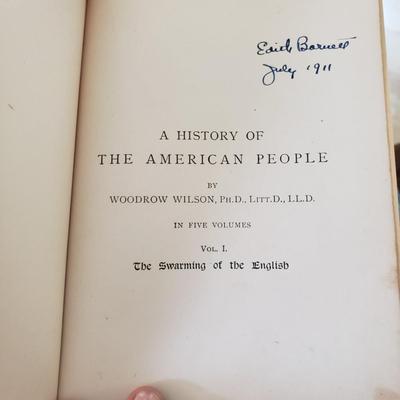 Edith Barnett
July 1911
A HISTORY OF
THE AMERICAN PEOPLE
BY
WOODROW WILSON, PH.D., LITT.D., LL.D.
IN FIVE VOLUMES
VOL. I.
The Swarming of the English